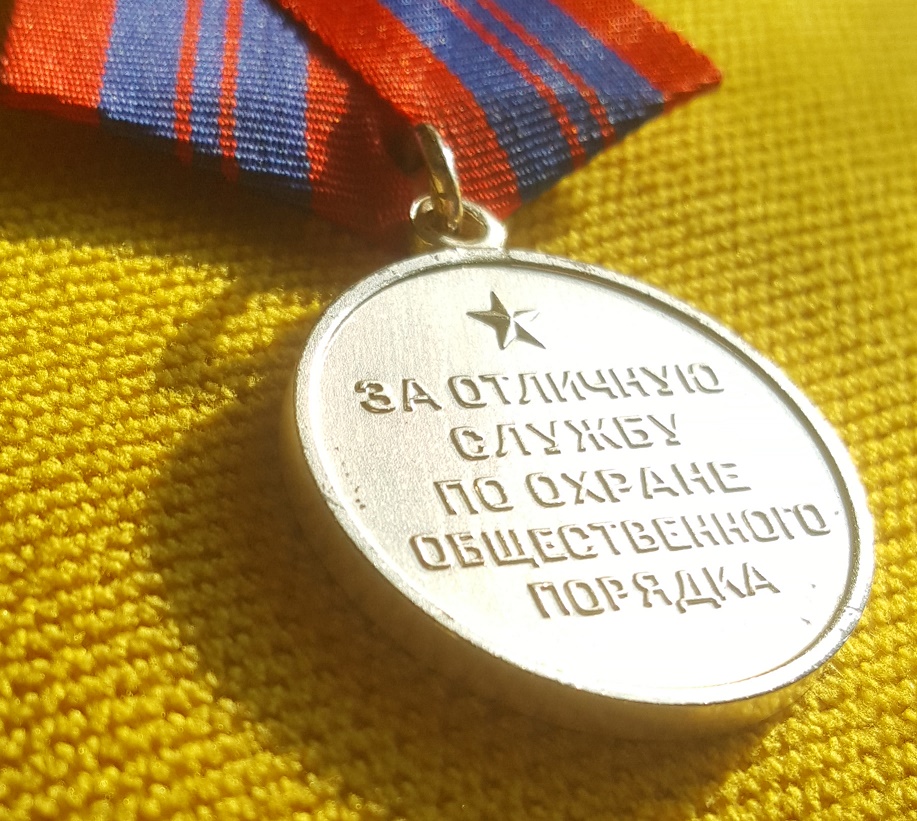 ЗА ОТЛИЧНУЮ
СЛУЖБУ
ПО ОХРАНЕ
ОБЩЕСТВЕННОГО
ПОРЯДКА